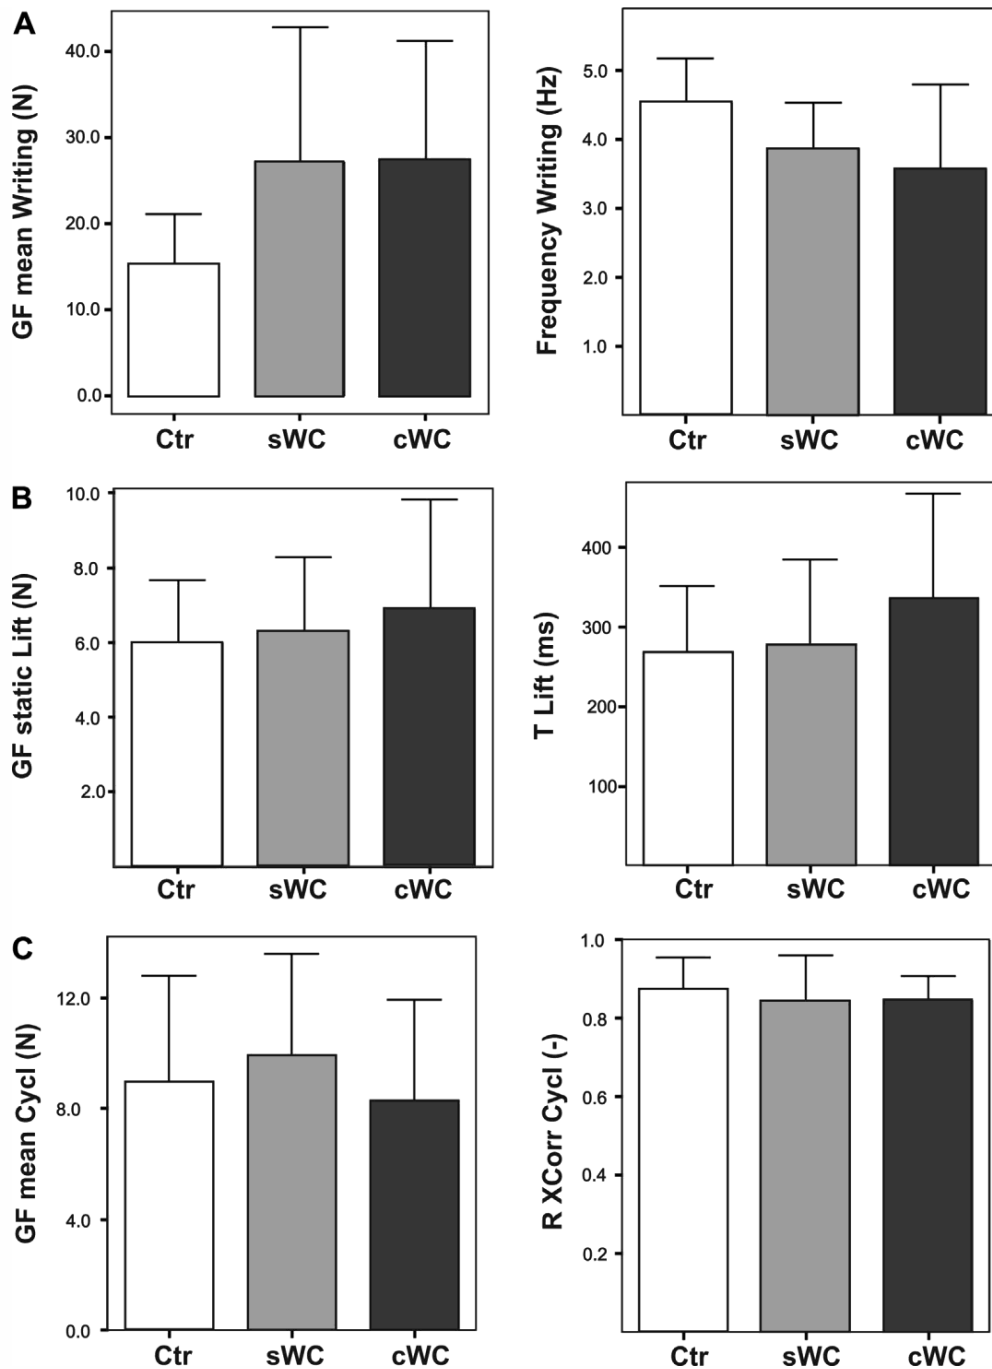 A
GF mean Writing (N)
40.0
30.0
20.0
10.0
0.0
Ctr sWC cWC
Frequency Writing (Hz)
5.0
4.0
3.0
2.0
1.0
Ctr sWC cWC
B
GF static Lift (N)
10.0
8.0
6.0
4.0
2.0
Ctr sWC cWC
T Lift (ms)
400
300
200
100
Ctr sWC cWC
C
GF mean Cycl (N)
12.0
8.0
4.0
0.0
Ctr sWC cWC
R XCorr Cycl (-)
1.0
0.8
0.6
0.4
0.2
Ctr sWC cWC